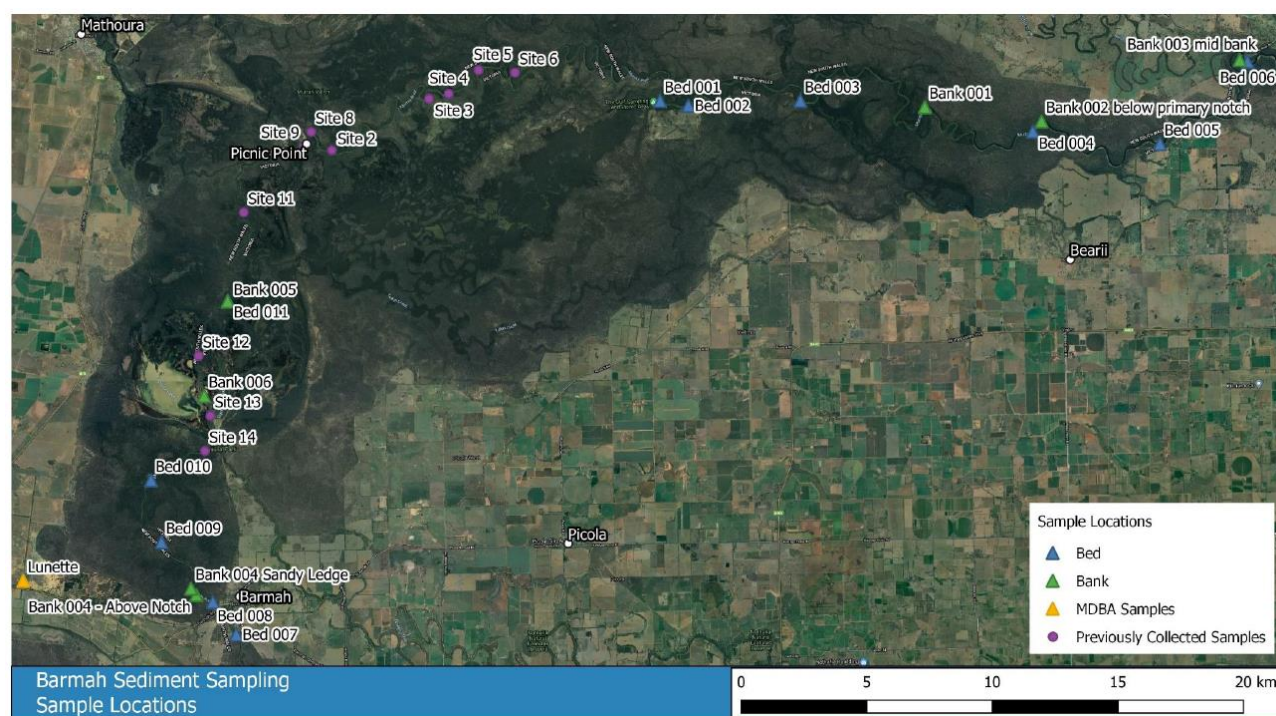 Mathoura
Site 5
Site 6
Site 4
Site 3
Site 8
Site 9
Site 2
Picnic Point
Site 11
Bank 003 mid bank
Bed 006
Bed 001
Bed 002
Bed 003
NEW SOUTH WALES
Bank 001
Bank 002 below primary notch
Bed 004
Bed 005
Bearii
Bank 005
Bed 011
Site 12
Bank 006
Site 13
Site 14
Bed 010
Bed 009
Picola
Lunette
Bank 004 Sandy Ledge
Bank 004 - Above Notch
Barmah
Bed 008
Bed 007
Sample Locations
Bed
Bank
MDBA Samples
Previously Collected Samples
Barmah Sediment Sampling
Sample Locations
0 5 10 15 20 km